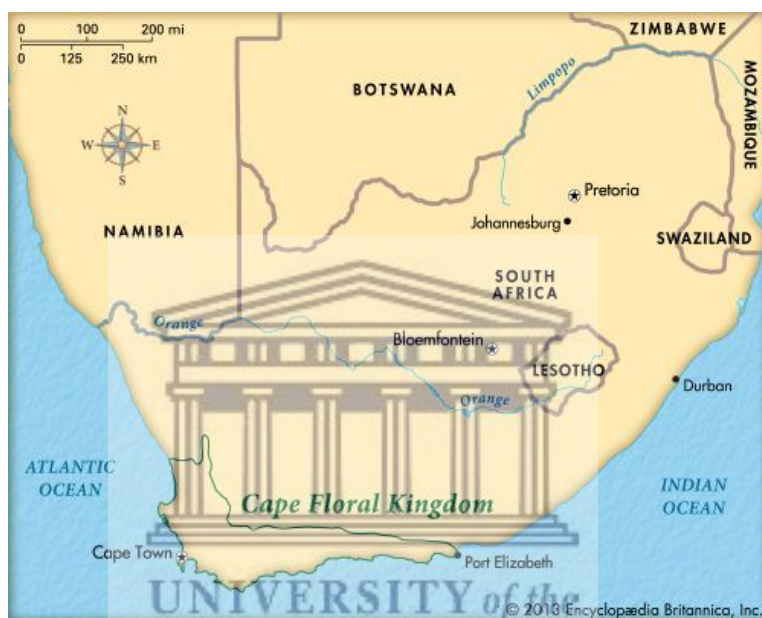 0 100 200 mi
0 125 250 km
ZIMBABWE
BOTSWANA
Limpopo
MOZAMBIQUE
N
W E
S
Pretoria
Johannesburg
NAMIBIA
SWAZILAND
SOUTH
AFRICA
Orange
Bloemfontein
LESOTHO
Durban
Orange
ATLANTIC
OCEAN
INDIAN
OCEAN
Cape Floral Kingdom
Cape Town
Port Elizabeth
UNIVERSITY of the
© 2013 Encyclopædia Britannica, Inc.